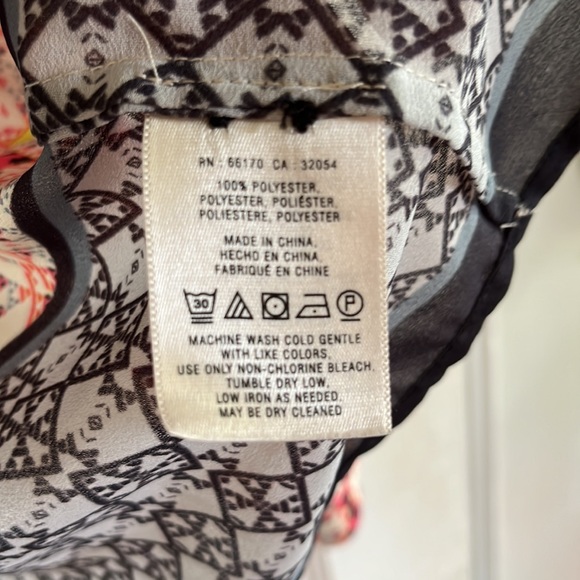 RN : 66170 CA : 32054
100% POLYESTER,
POLYESTER, POLIÉSTER,
POLIESTERE, POLYESTER
MADE IN CHINA,
HECHO EN CHINA,
FABRIQUÉ EN CHINE
30 P
MACHINE WASH COLD GENTLE
WITH LIKE COLORS,
USE ONLY NON-CHLORINE BLEACH.
TUMBLE DRY LOW,
LOW IRON AS NEEDED.
MAY BE DRY CLEANED